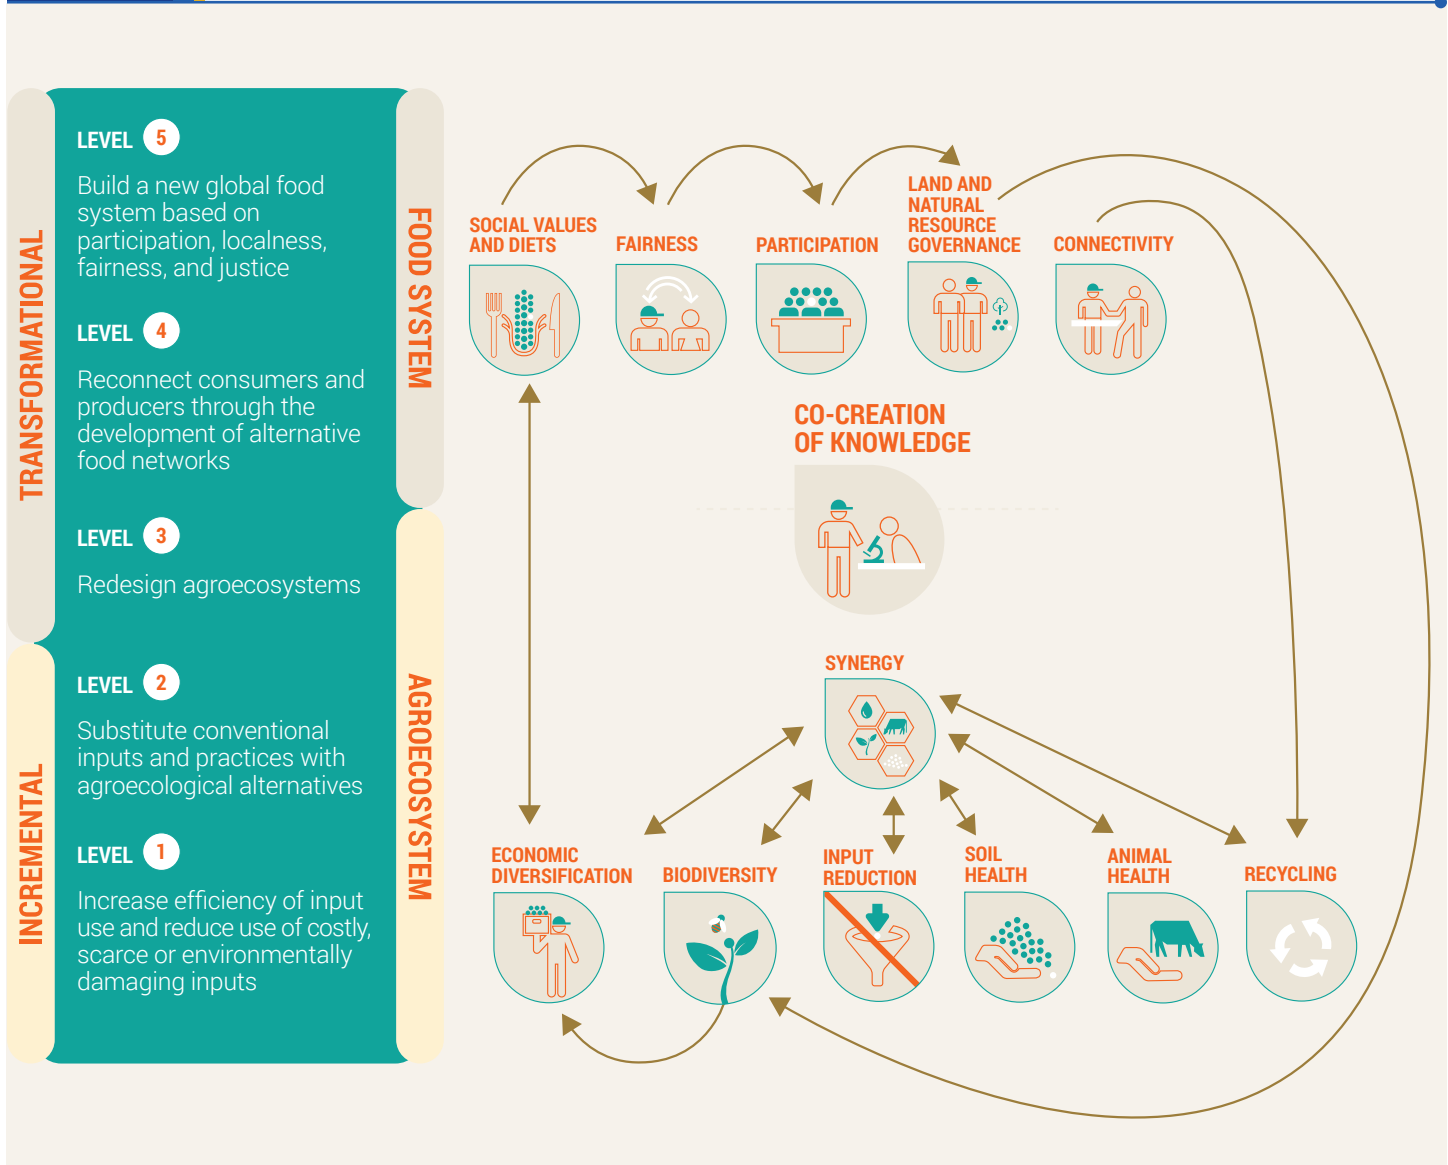 TRANSFORMATIONAL
INCREMENTAL
LEVEL 5
Build a new global food
system based on
participation, localness,
fairness, and justice
LEVEL 4
Reconnect consumers and
producers through the
development of alternative
food networks
LEVEL 3
Redesign agroecosystems
LEVEL 2
Substitute conventional
inputs and practices with
agroecological alternatives
LEVEL 1
Increase efficiency of input
use and reduce use of costly,
scarce or environmentally
damaging inputs
FOOD SYSTEM
AGROECOSYSTEM
SOCIAL VALUES
AND DIETS
FAIRNESS
PARTICIPATION
LAND AND
NATURAL
RESOURCE
GOVERNANCE
CONNECTIVITY
CO-CREATION
OF KNOWLEDGE
SYNERGY
ECONOMIC
DIVERSIFICATION
BIODIVERSITY
INPUT
REDUCTION
SOIL
HEALTH
ANIMAL
HEALTH
RECYCLING